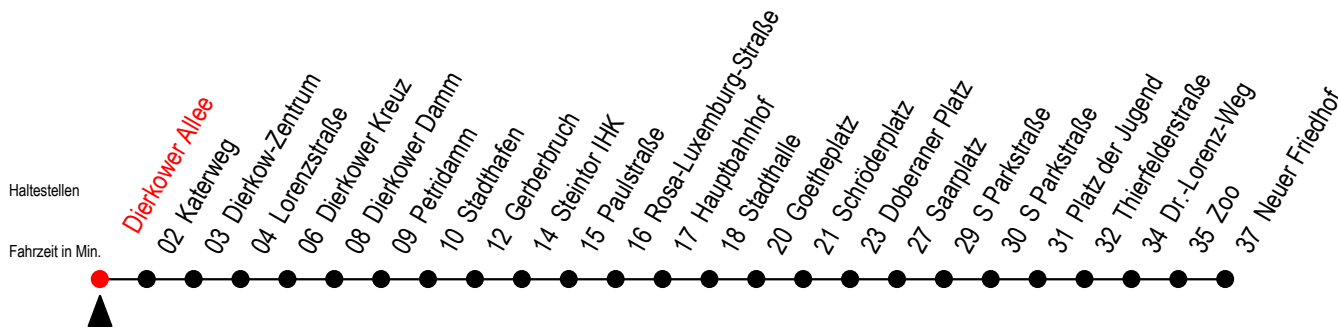 Haltestellen
Fahrzeit in Min.
Dierkower Allee
02 Katerweg
03 Dierkow-Zentrum
04 Lorenzstraße
06 Dierkower Kreuz
08 Dierkower Damm
09 Petridamm
10 Stadthafen
12 Gerberbruch
14 Steintor IHK
15 Paulstraße
16 Rosa-Luxemburg-Straße
17 Hauptbahnhof
18 Stadthalle
20 Goetheplatz
21 Schröderplatz
23 Doberaner Platz
27 Saarplatz
29 S Parkstraße
30 S Parkstraße
31 Platz der Jugend
32 Thierfelderstraße
34 Dr.-Lorenz-Weg
35 Zoo
37 Neuer Friedhof